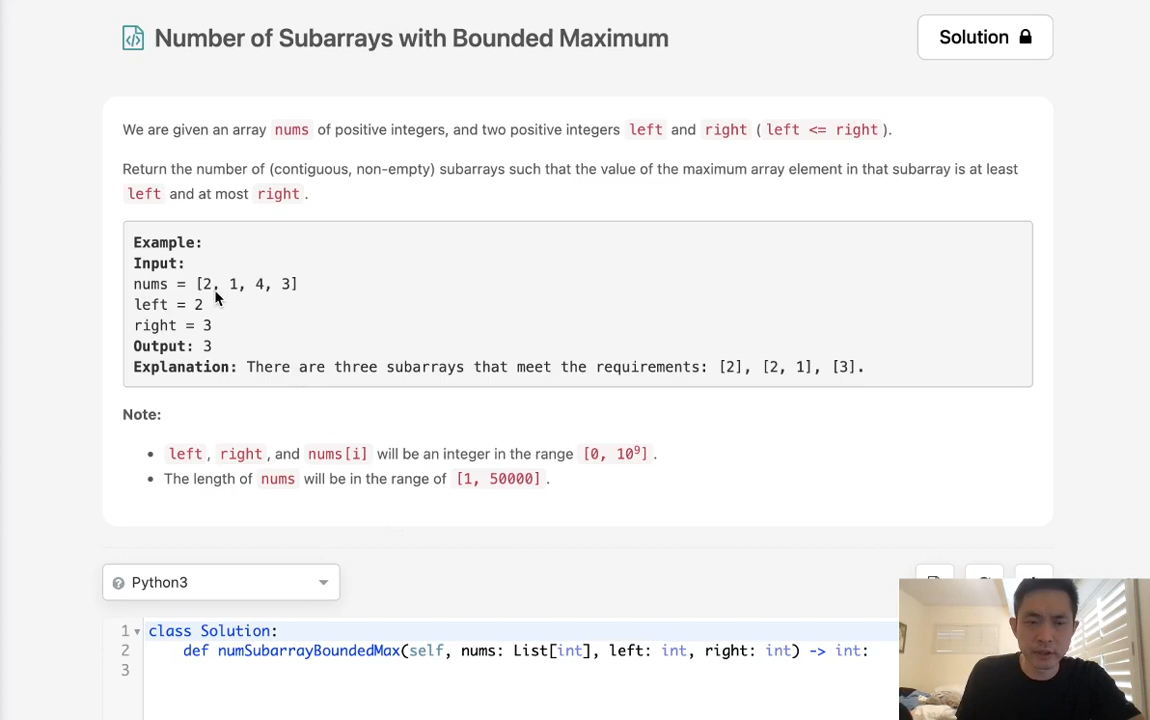 Number of Subarrays with Bounded Maximum
Solution
We are given an array nums of positive integers, and two positive integers left and right ( left <= right ).
Return the number of (contiguous, non-empty) subarrays such that the value of the maximum array element in that subarray is at least
left and at most right .
Example:
Input:
nums = [2, 1, 4, 3]
left = 2
right = 3
Output: 3
Explanation: There are three subarrays that meet the requirements: [2], [2, 1], [3].
Note:
• left , right , and nums[i] will be an integer in the range [0, 10⁹] .
• The length of nums will be in the range of [1, 50000] .
Python3
1 class Solution:
2 def numSubarrayBoundedMax(self, nums: List[int], left: int, right: int) -> int:
3